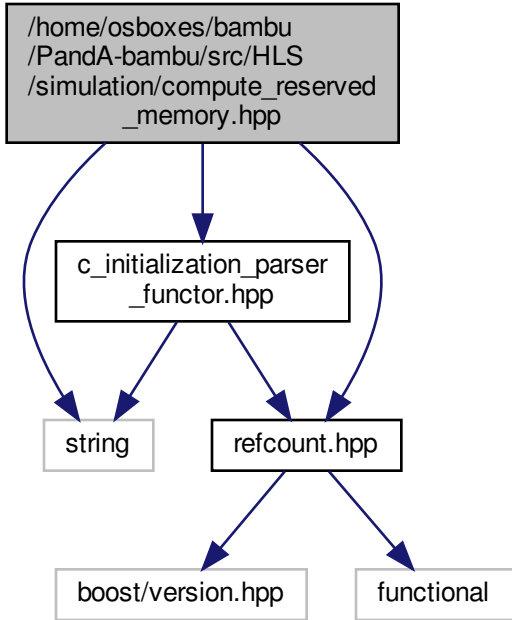 /home/osboxes/bambu
/PandA-bambu/src/HLS
/simulation/compute_reserved
_memory.hpp
c_initialization_parser
_functor.hpp
string
refcount.hpp
boost/version.hpp
functional